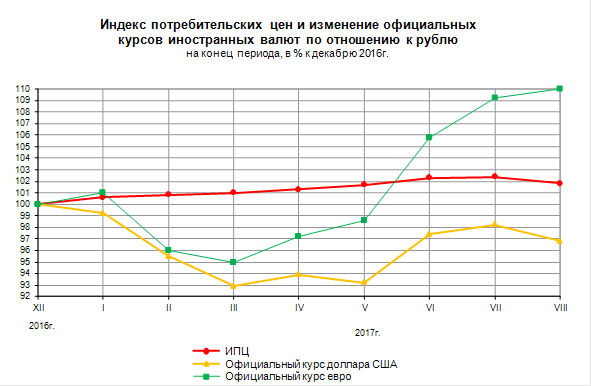 Индекс потребительских цен и изменение официальных
курсов иностранных валют по отношению к рублю
на конец периода, в % к декабрю 2016г.
110
109
108
107
106
105
104
103
102
101
100
99
98
97
96
95
94
93
92
XII I II III IV V VI VII VIII
2016г. 2017г.
ИПЦ
Официальный курс доллара США
Официальный курс евро